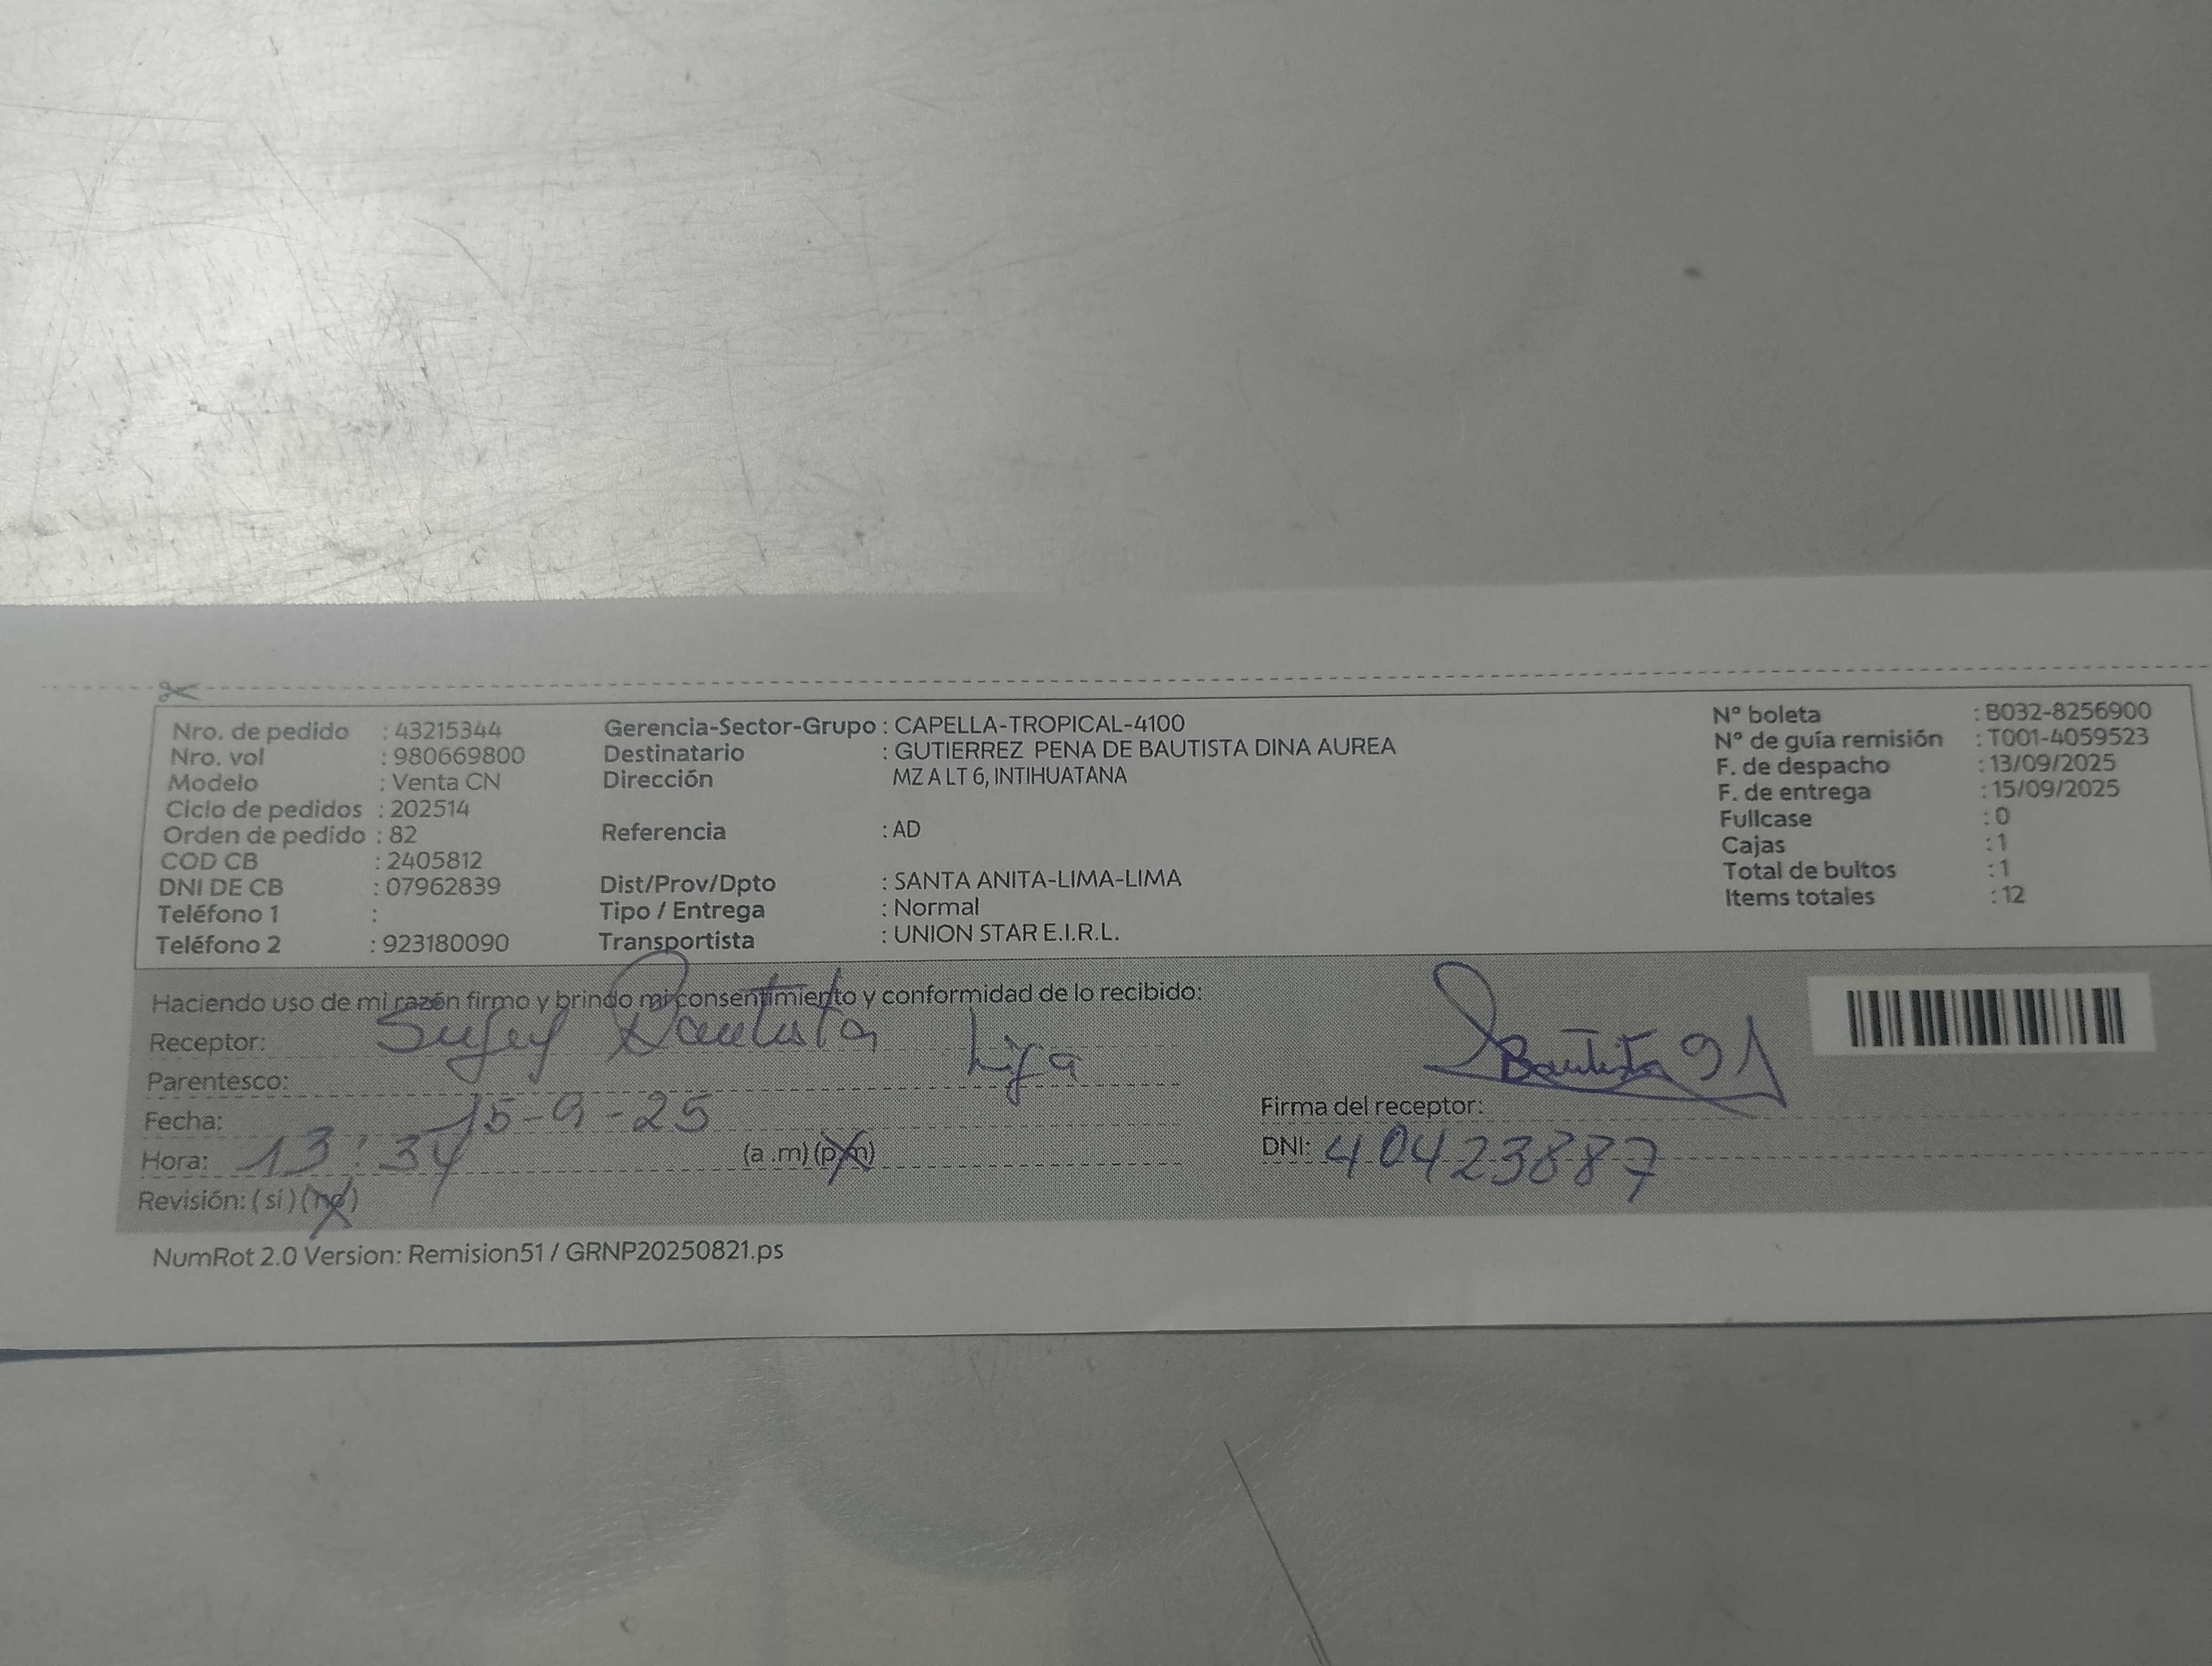 Nro. de pedido : 43215344 Gerencia-Sector-Grupo : CAPELLA-TROPICAL-4100 N° boleta : B032-8256900
Nro. vol : 980669800 Destinatario : GUTIERREZ PENA DE BAUTISTA DINA AUREA N° de guía remisión : T001-4059523
Modelo : Venta CN Dirección MZ A LT 6, INTIHUATANA F. de despacho : 13/09/2025
Ciclo de pedidos : 202514 F. de entrega : 15/09/2025
Orden de pedido : 82 Referencia : AD Fullcase : 0
COD CB : 2405812 Cajas : 1
DNI DE CB : 07962839 Dist/Prov/Dpto : SANTA ANITA-LIMA-LIMA Total de bultos : 1
Teléfono 1 : Tipo / Entrega : Normal Items totales : 12
Teléfono 2 : 923180090 Transportista : UNION STAR E.I.R.L.
Haciendo uso de mi razón firmo y brindo mi consentimiento y conformidad de lo recibido:
Receptor: Sujey Bautista
Parentesco: hija
Fecha: 15-9-25
Hora: 13:34 (a .m) (p.m)
Revisión: (si) (no)
Bautista
Firma del receptor:
DNI: 40423887
NumRot 2.0 Version: Remision51 / GRNP20250821.ps